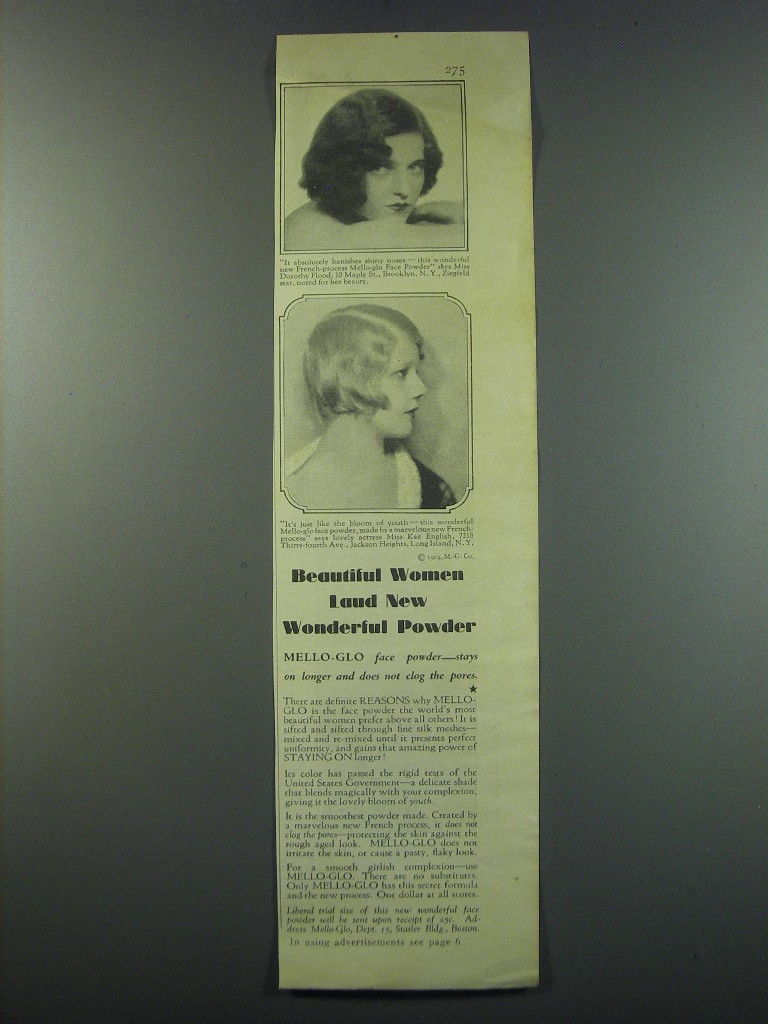 275
"It absolutely banishes shiny noses—this wonderful
new French-process Mello-glo Face Powder" says Miss
Dorothy Flood, 10 Maple St., Brooklyn, N. Y., Ziegfeld
star, noted for her beauty.
"It's just like the bloom of youth—this wonderful
Mello-glo face powder, made by a marvelous new French-
process" says lovely actress Miss Kae English, 7218
Thirty-fourth Ave., Jackson Heights, Long Island, N. Y.
© 1929, M.-G. Co.
Beautiful Women
Laud New
Wonderful Powder
MELLO-GLO face powder—stays
on longer and does not clog the pores.
★
There are definite REASONS why MELLO-
GLO is the face powder the world's most
beautiful women prefer above all others! It is
sifted and sifted through fine silk meshes—
mixed and re-mixed until it presents perfect
uniformity, and gains that amazing power of
STAYING ON longer!
Its color has passed the rigid tests of the
United States Government—a delicate shade
that blends magically with your complexion,
giving it the lovely bloom of youth.
It is the smoothest powder made. Created by
a marvelous new French process, it does not
clog the pores—protecting the skin against the
rough aged look. MELLO-GLO does not
irritate the skin, or cause a pasty, flaky look.
For a smooth girlish complexion—use
MELLO-GLO. There are no substitutes.
Only MELLO-GLO has this secret formula
and the new process. One dollar at all stores.
Liberal trial size of this new wonderful face
powder will be sent upon receipt of 25c. Ad-
dress Mello-Glo, Dept. 15, Statler Bldg., Boston.
In using advertisements see page 6